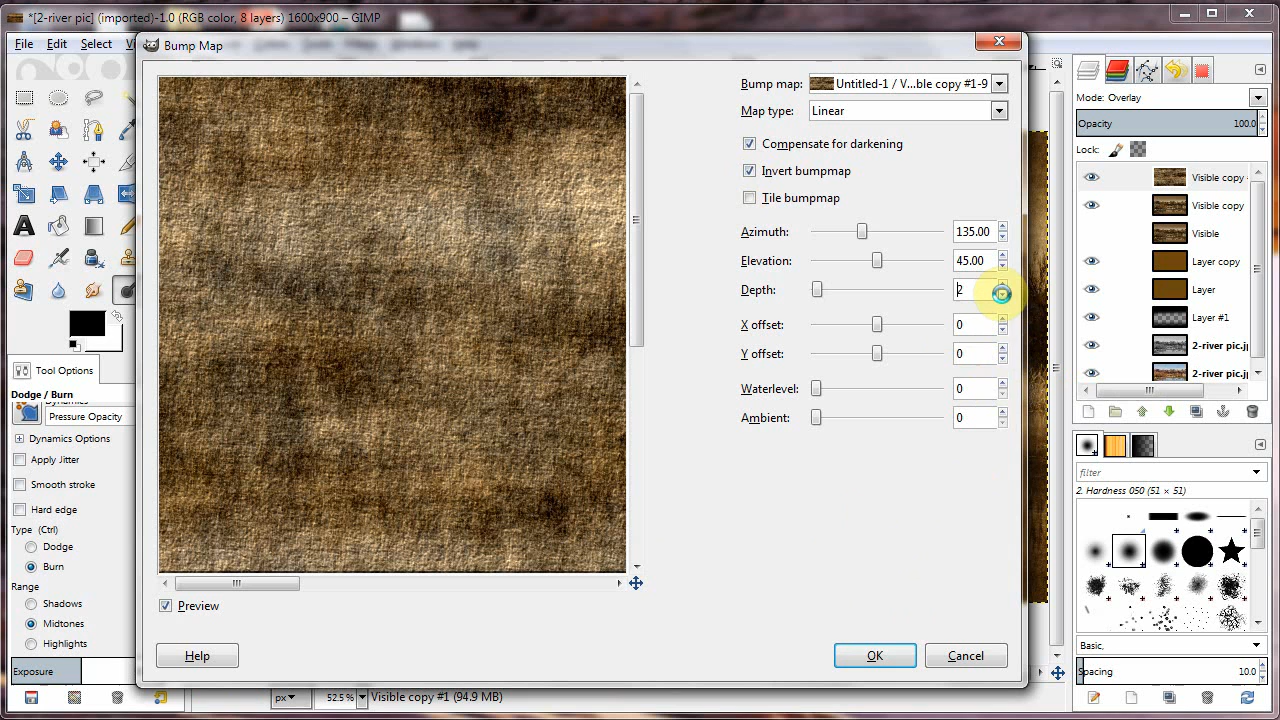 *[2-river pic] (imported)-1.0 (RGB color, 8 layers) 1600x900 – GIMP
File Edit Select
Bump Map
Bump map: Untitled-1 / V...ble copy #1-9
Map type: Linear
Compensate for darkening
Invert bumpmap
Tile bumpmap
Azimuth: 135.00
Elevation: 45.00
Depth: 2
X offset: 0
Y offset: 0
Waterlevel: 0
Ambient: 0
Preview
Help
OK
Cancel
Tool Options
Dodge / Burn
Pressure Opacity
Dynamics Options
Apply Jitter
Smooth stroke
Hard edge
Type (Ctrl)
Dodge
Burn
Range
Shadows
Midtones
Highlights
Exposure
px
52.5 %
Visible copy #1 (94.9 MB)
Mode: Overlay
Opacity 100.0
Lock:
Visible copy
Visible copy
Visible
Layer copy
Layer
Layer #1
2-river pic.j
2-river pic.j
filter
2. Hardness 050 (51 × 51)
Basic,
Spacing 10.0